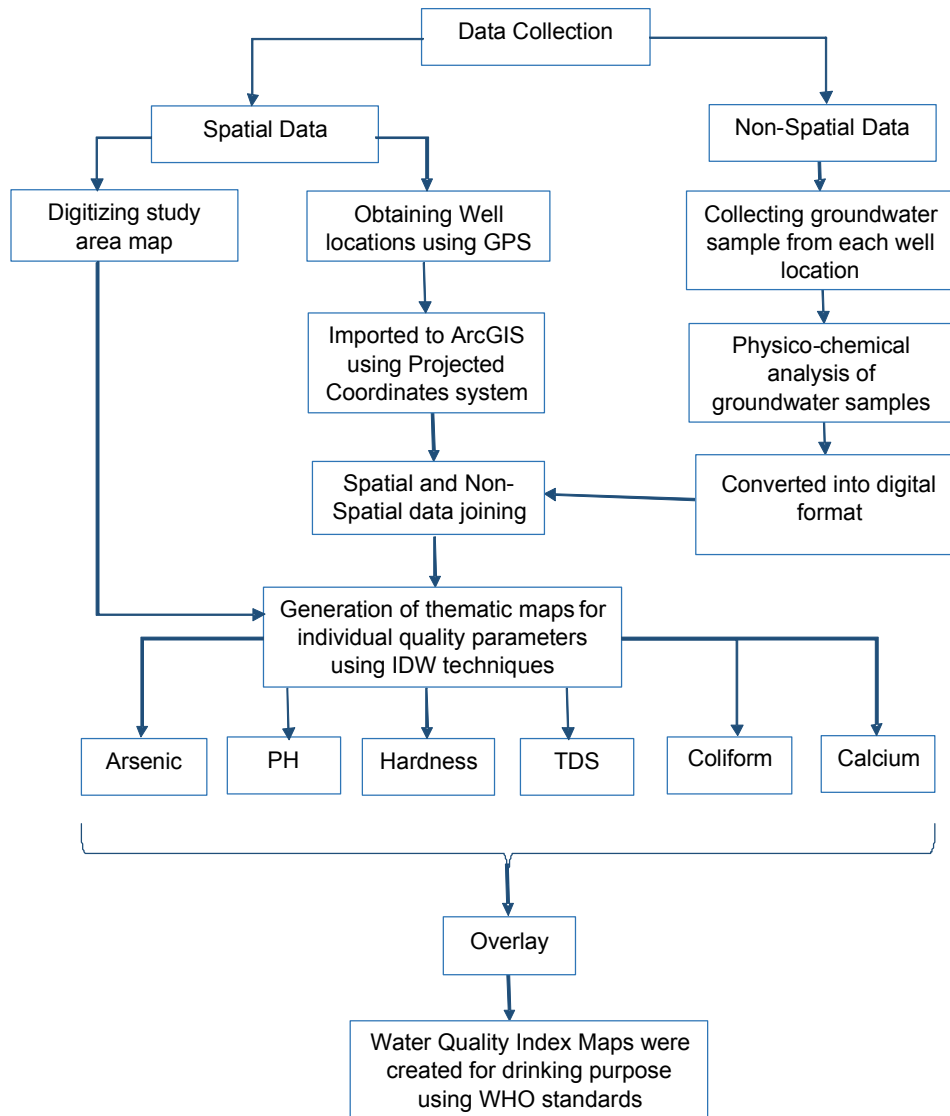 Data Collection
Spatial Data
Non-Spatial Data
Digitizing study
area map
Obtaining Well
locations using GPS
Collecting groundwater
sample from each well
location
Imported to ArcGIS
using Projected
Coordinates system
Physico-chemical
analysis of
groundwater samples
Spatial and Non-
Spatial data joining
Converted into digital
format
Generation of thematic maps for
individual quality parameters
using IDW techniques
Arsenic
PH
Hardness
TDS
Coliform
Calcium
Overlay
Water Quality Index Maps were
created for drinking purpose
using WHO standards